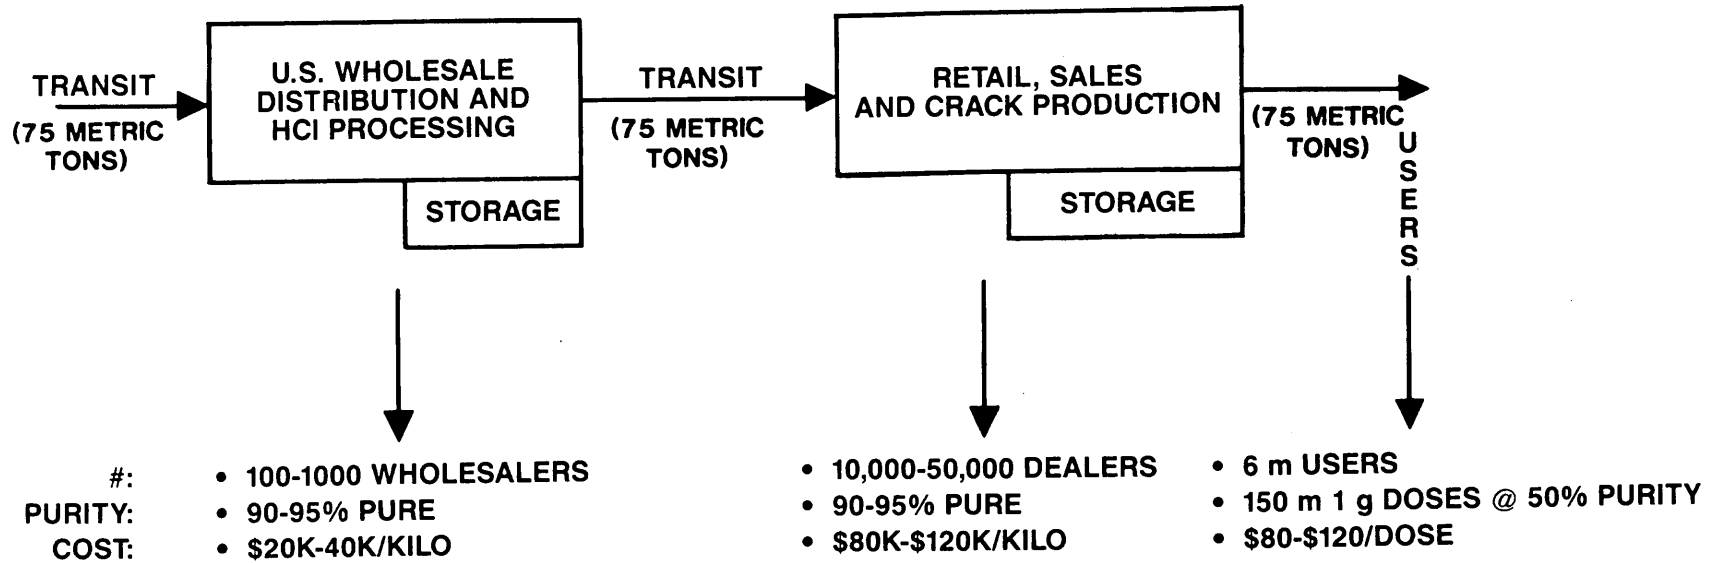 TRANSIT
(75 METRIC
TONS)
U.S. WHOLESALE
DISTRIBUTION AND
HCl PROCESSING
STORAGE
TRANSIT
(75 METRIC
TONS)
RETAIL, SALES
AND CRACK PRODUCTION
STORAGE
(75 METRIC
TONS)
USERS
#:
• 100-1000 WHOLESALERS
• 10,000-50,000 DEALERS
• 6 m USERS
PURITY:
• 90-95% PURE
• 90-95% PURE
• 150 m 1 g DOSES @ 50% PURITY
COST:
• $20K-40K/KILO
• $80K-$120K/KILO
• $80-$120/DOSE